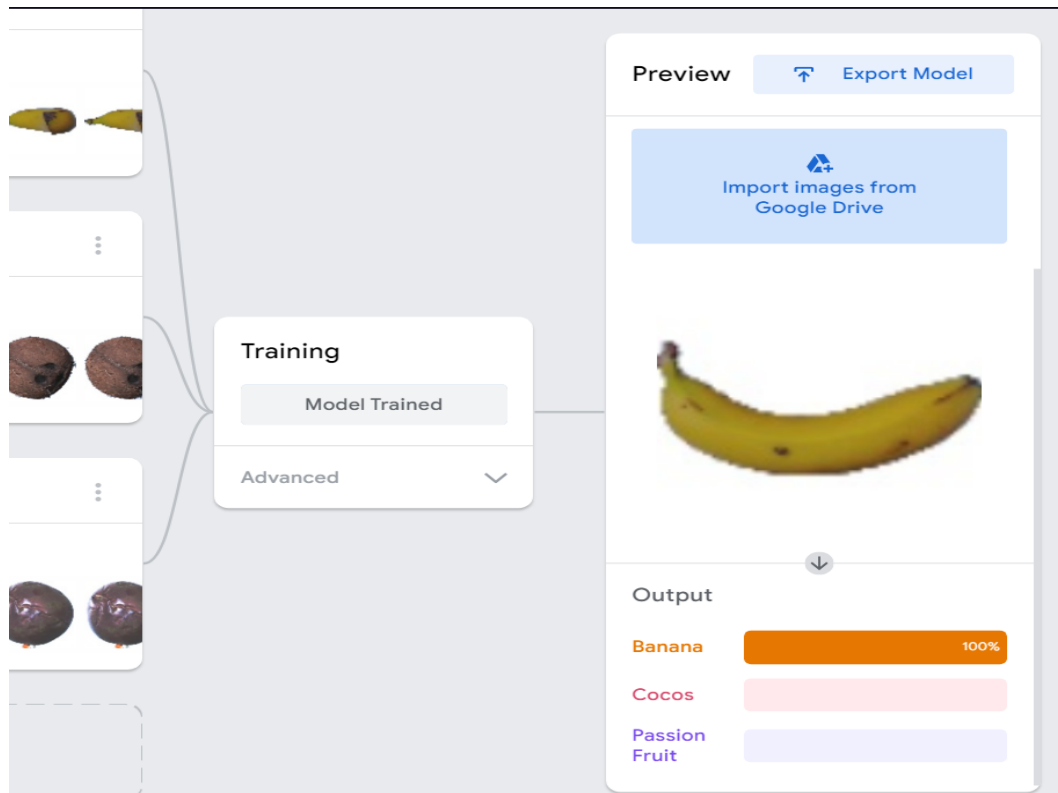 Training
Model Trained
Advanced
Preview
Export Model
Import images from
Google Drive
Output
Banana
100%
Cocos
Passion
Fruit